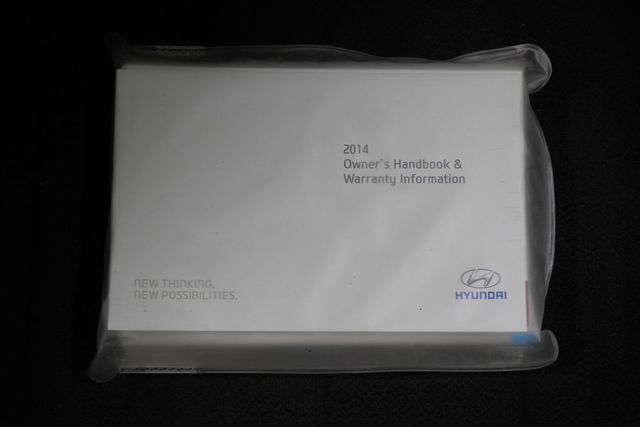 2014
Owner's Handbook &
Warranty Information
NEW THINKING.
NEW POSSIBILITIES.
HYUNDAI